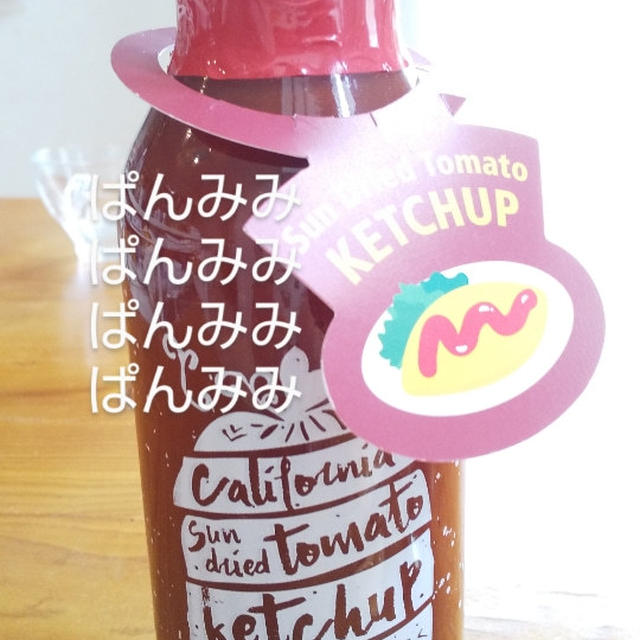 Sun Dried Tomato
KETCHUP
ぱんみみ
ぱんみみ
ぱんみみ
ぱんみみ
California
Sun
dried tomato
ketchup